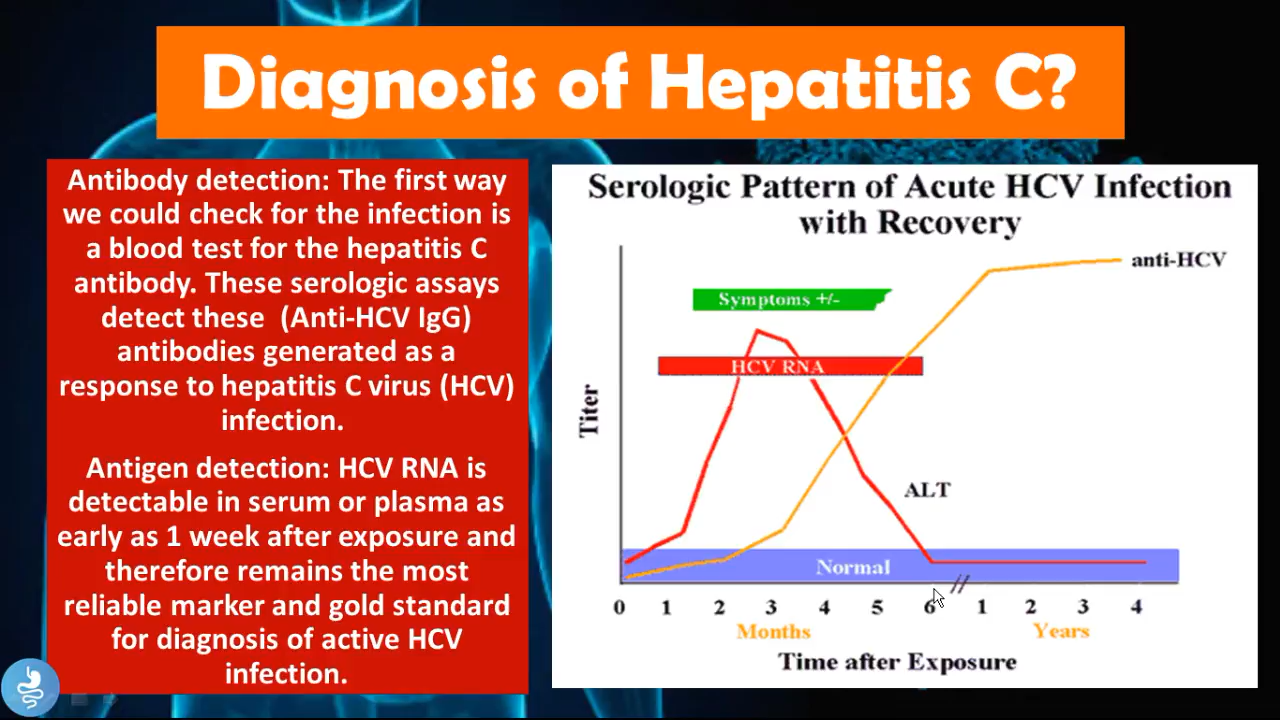 Diagnosis of Hepatitis C?
Antibody detection: The first way
we could check for the infection is
a blood test for the hepatitis C
antibody. These serologic assays
detect these (Anti-HCV IgG)
antibodies generated as a
response to hepatitis C virus (HCV)
infection.
Antigen detection: HCV RNA is
detectable in serum or plasma as
early as 1 week after exposure and
therefore remains the most
reliable marker and gold standard
for diagnosis of active HCV
infection.
Serologic Pattern of Acute HCV Infection
with Recovery
anti-HCV
Symptoms +/-
HCV RNA
Titer
ALT
Normal
0 1 2 3 4 5 6 // 1 2 3 4
Months Years
Time after Exposure